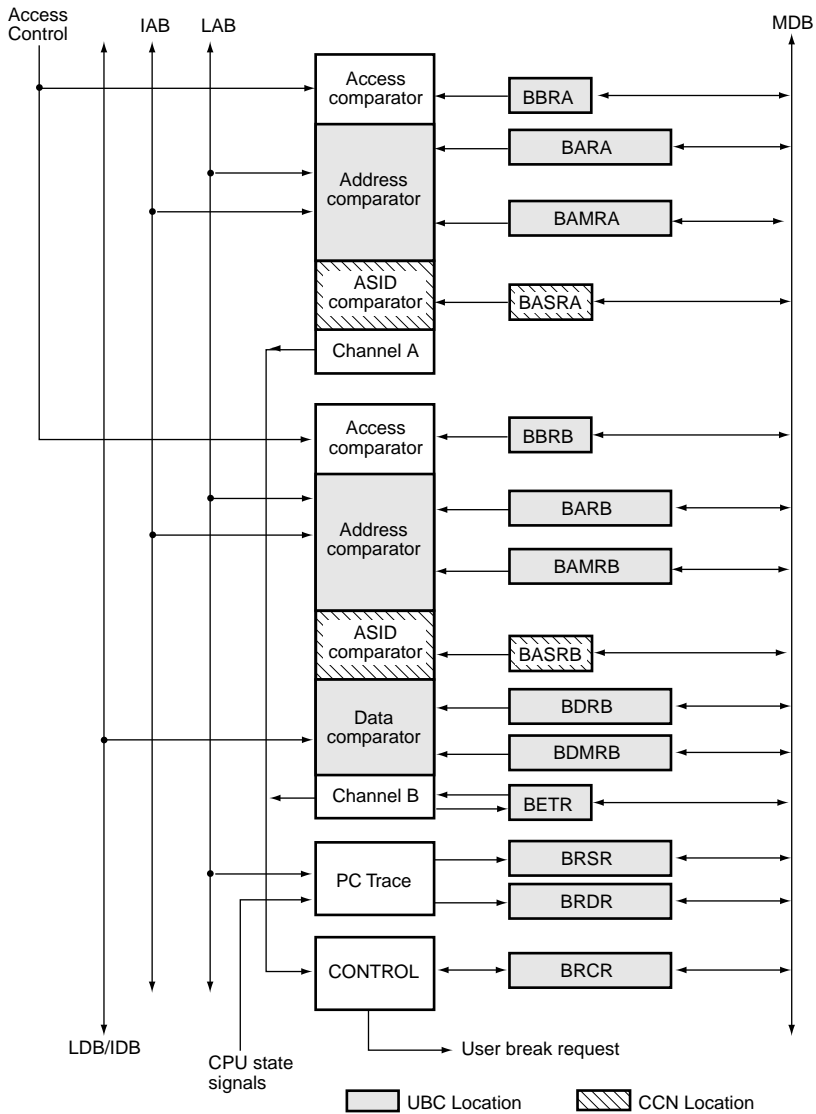 Access
Control
IAB
LAB
MDB
Access
comparator
BBRA
BARA
Address
comparator
BAMRA
ASID
comparator
BASRA
Channel A
Access
comparator
BBRB
BARB
Address
comparator
BAMRB
ASID
comparator
BASRB
BDRB
Data
comparator
BDMRB
Channel B
BETR
BRSR
PC Trace
BRDR
CONTROL
BRCR
LDB/IDB
CPU state
signals
User break request
UBC Location
CCN Location